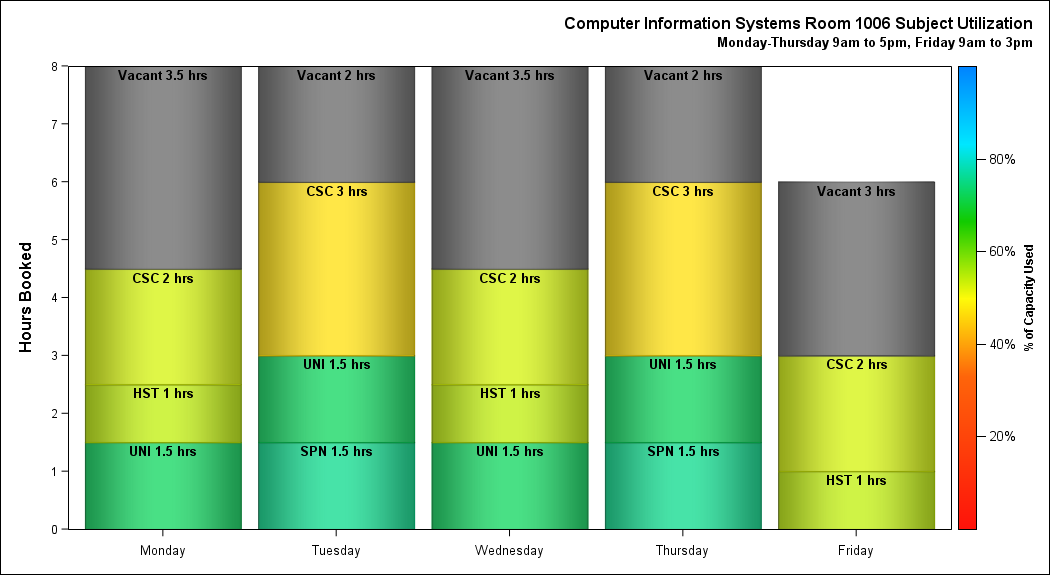 Computer Information Systems Room 1006 Subject Utilization
Monday-Thursday 9am to 5pm, Friday 9am to 3pm
Hours Booked
8
7
6
5
4
3
2
1
0
Vacant 3.5 hrs
CSC 2 hrs
HST 1 hrs
UNI 1.5 hrs
Monday
Vacant 2 hrs
CSC 3 hrs
UNI 1.5 hrs
SPN 1.5 hrs
Tuesday
Vacant 3.5 hrs
CSC 2 hrs
HST 1 hrs
UNI 1.5 hrs
Wednesday
Vacant 2 hrs
CSC 3 hrs
UNI 1.5 hrs
SPN 1.5 hrs
Thursday
Vacant 3 hrs
CSC 2 hrs
HST 1 hrs
Friday
80%
60%
40%
20%
% of Capacity Used